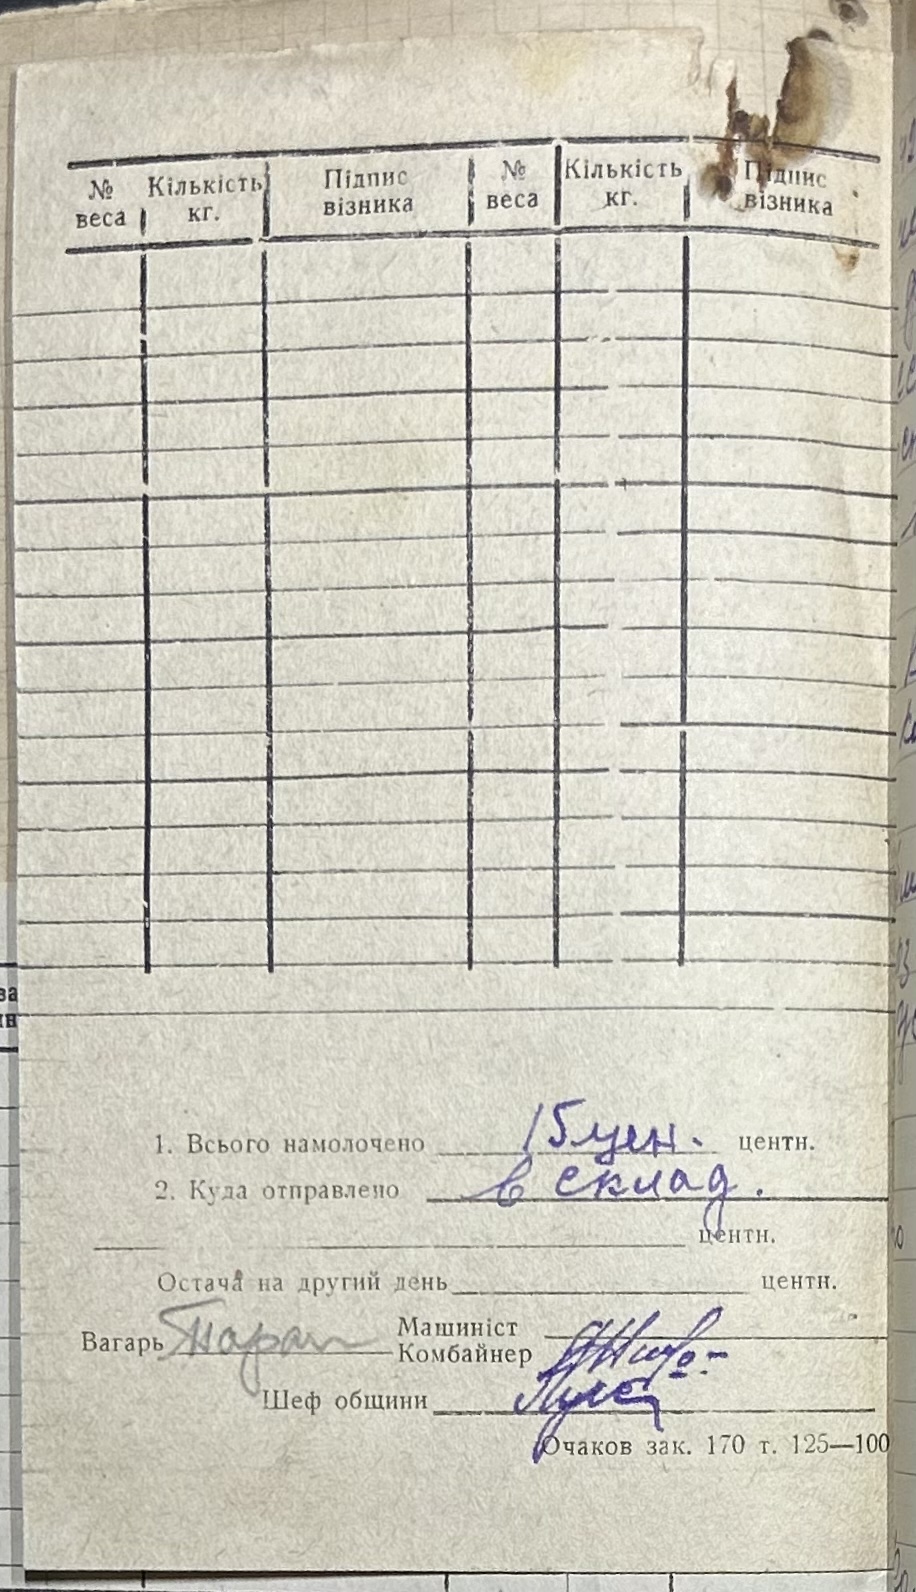 № веса Кількість кг. Підпис візника № веса Кількість кг. Підпис візника
1. Всього намолочено 15 цен. центн.
2. Куда отправлено в склад.
центн.
Остача на другий день центн.
Вагарь Таран Машиніст
Комбайнер
Шеф общини
Очаков зак. 170 т. 125—100